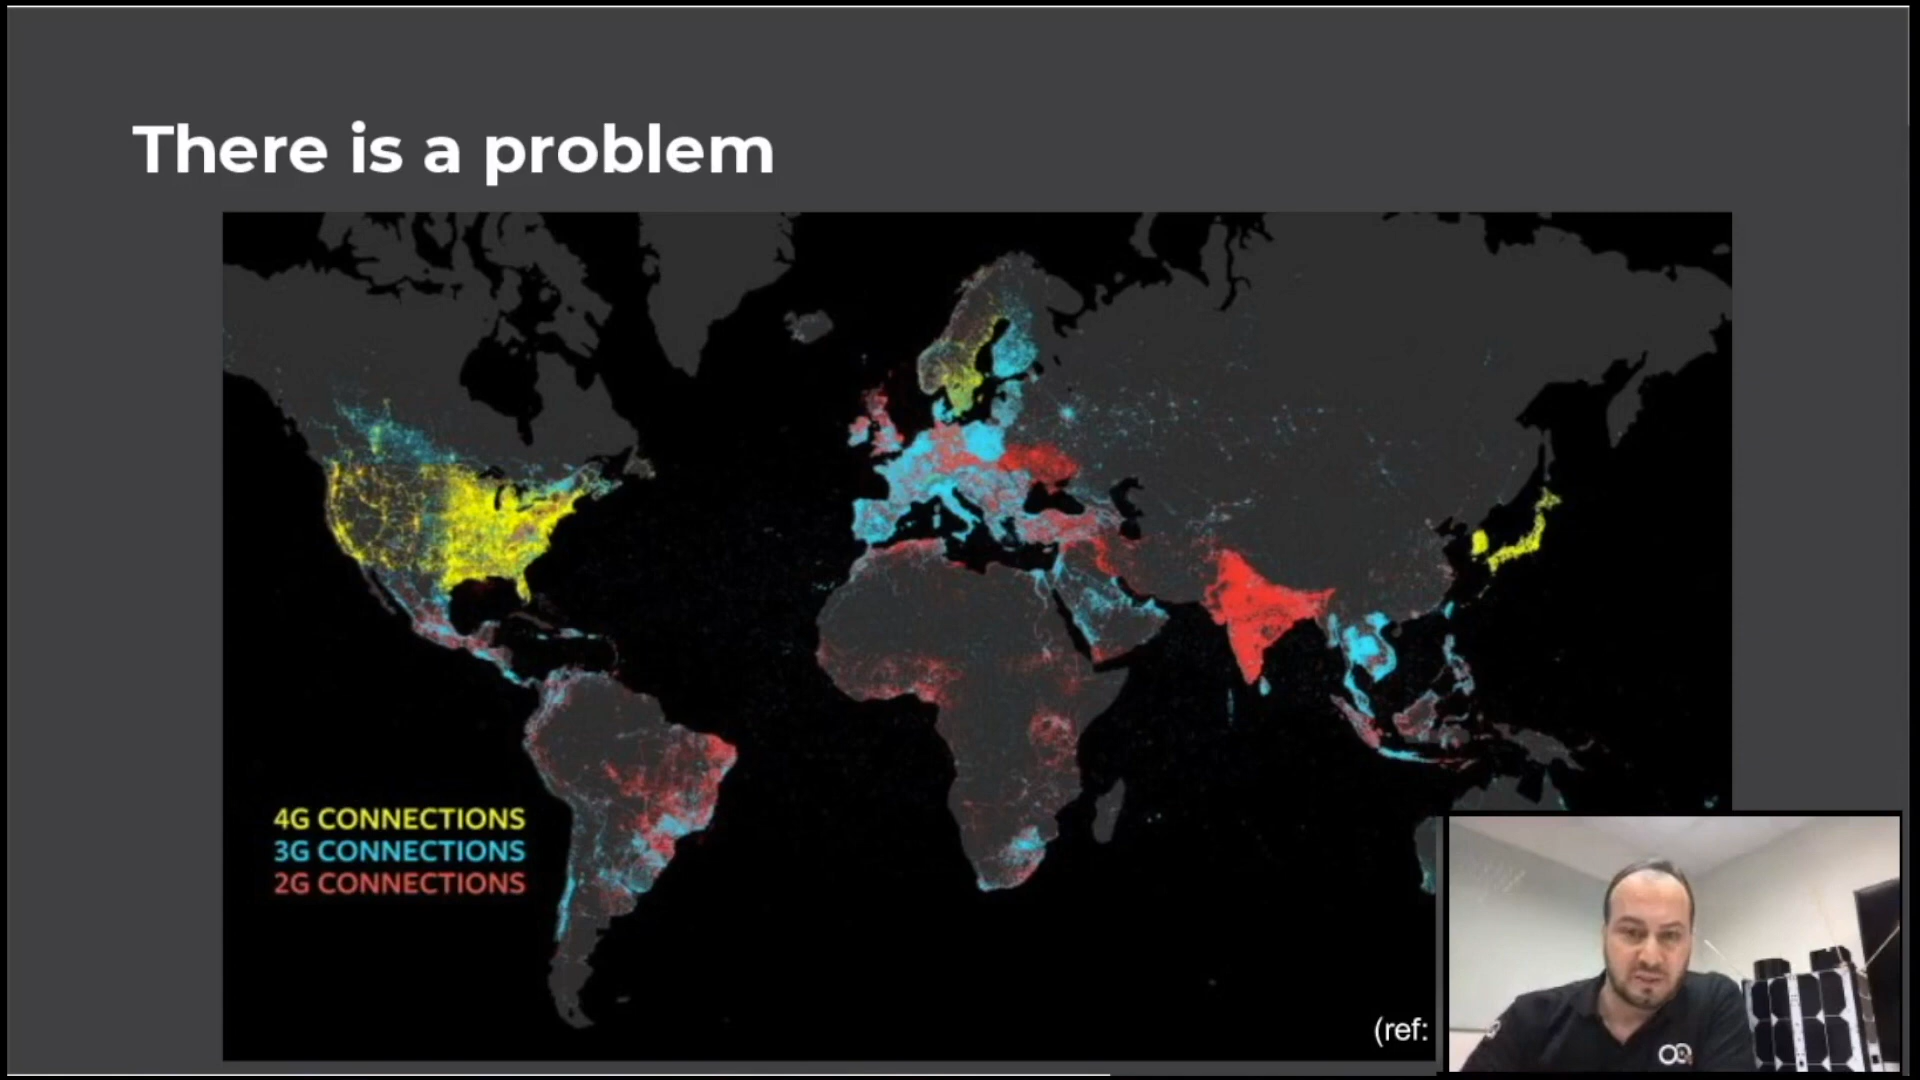 There is a problem
4G CONNECTIONS
3G CONNECTIONS
2G CONNECTIONS
(ref: